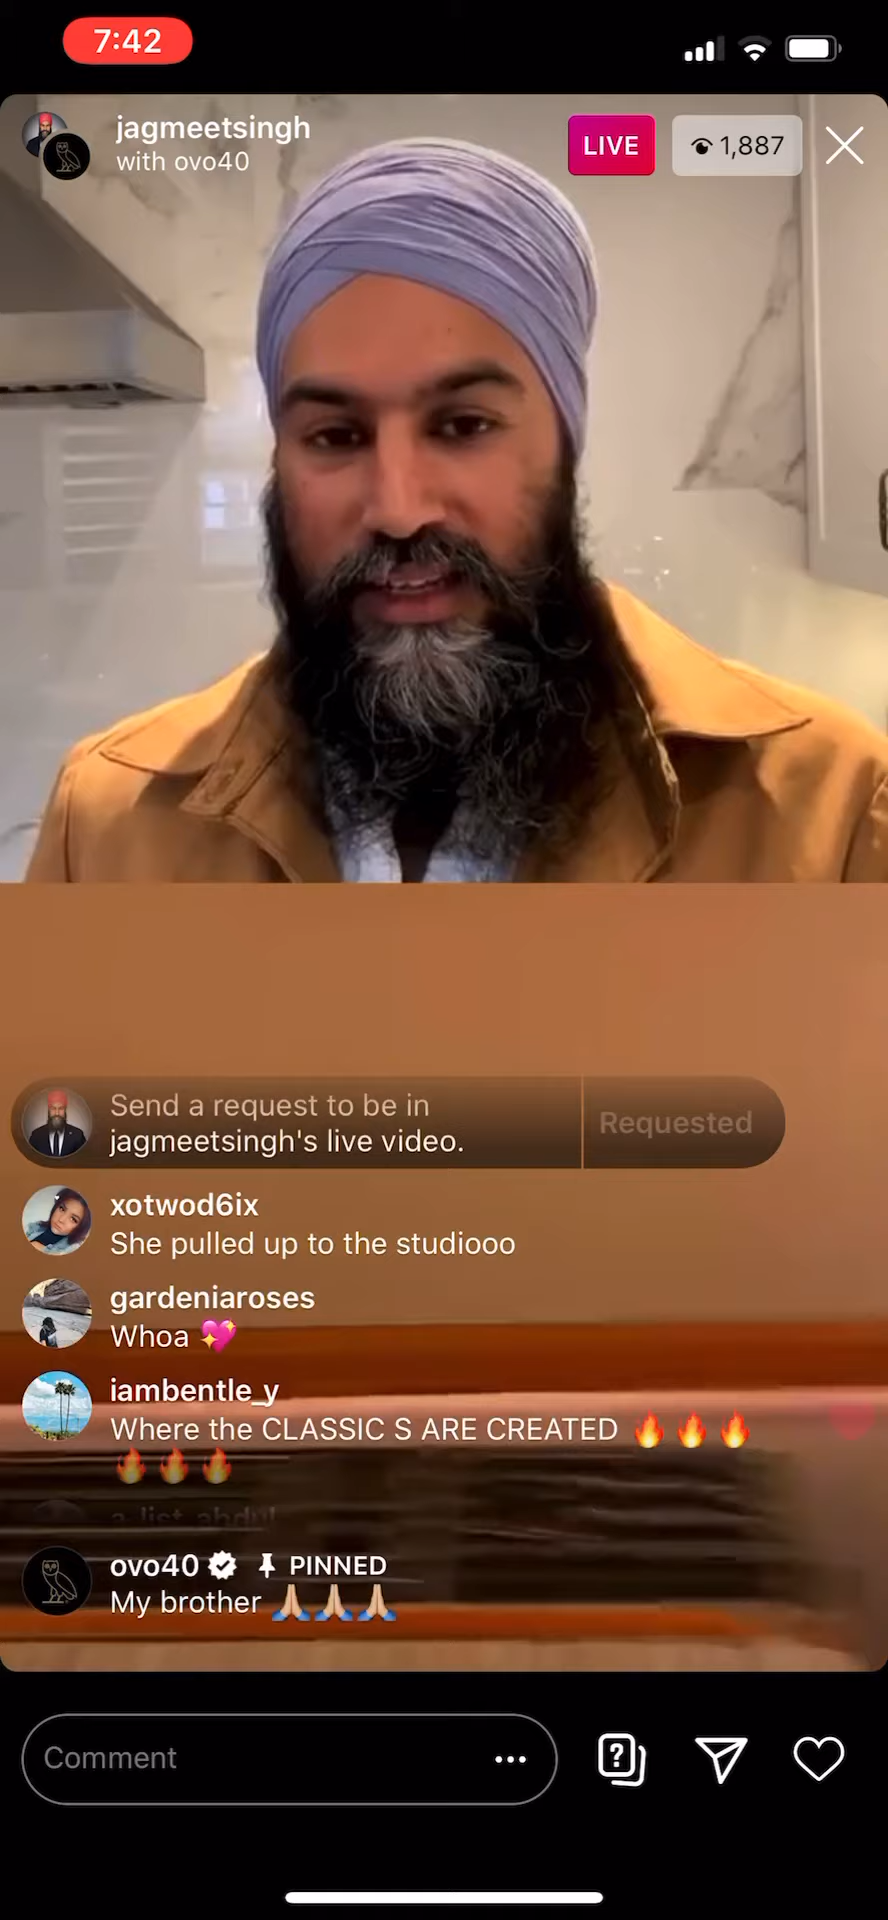 7:42
jagmeetsingh
with ovo40
LIVE
1,887
Send a request to be in
jagmeetsingh's live video.
Requested
xotwod6ix
She pulled up to the studiooo
gardeniaroses
Whoa 💖
iambentle_y
Where the CLASSIC S ARE CREATED 🔥🔥🔥
🔥🔥🔥
ovo40 PINNED
My brother 🙏🏼🙏🏼🙏🏼
Comment